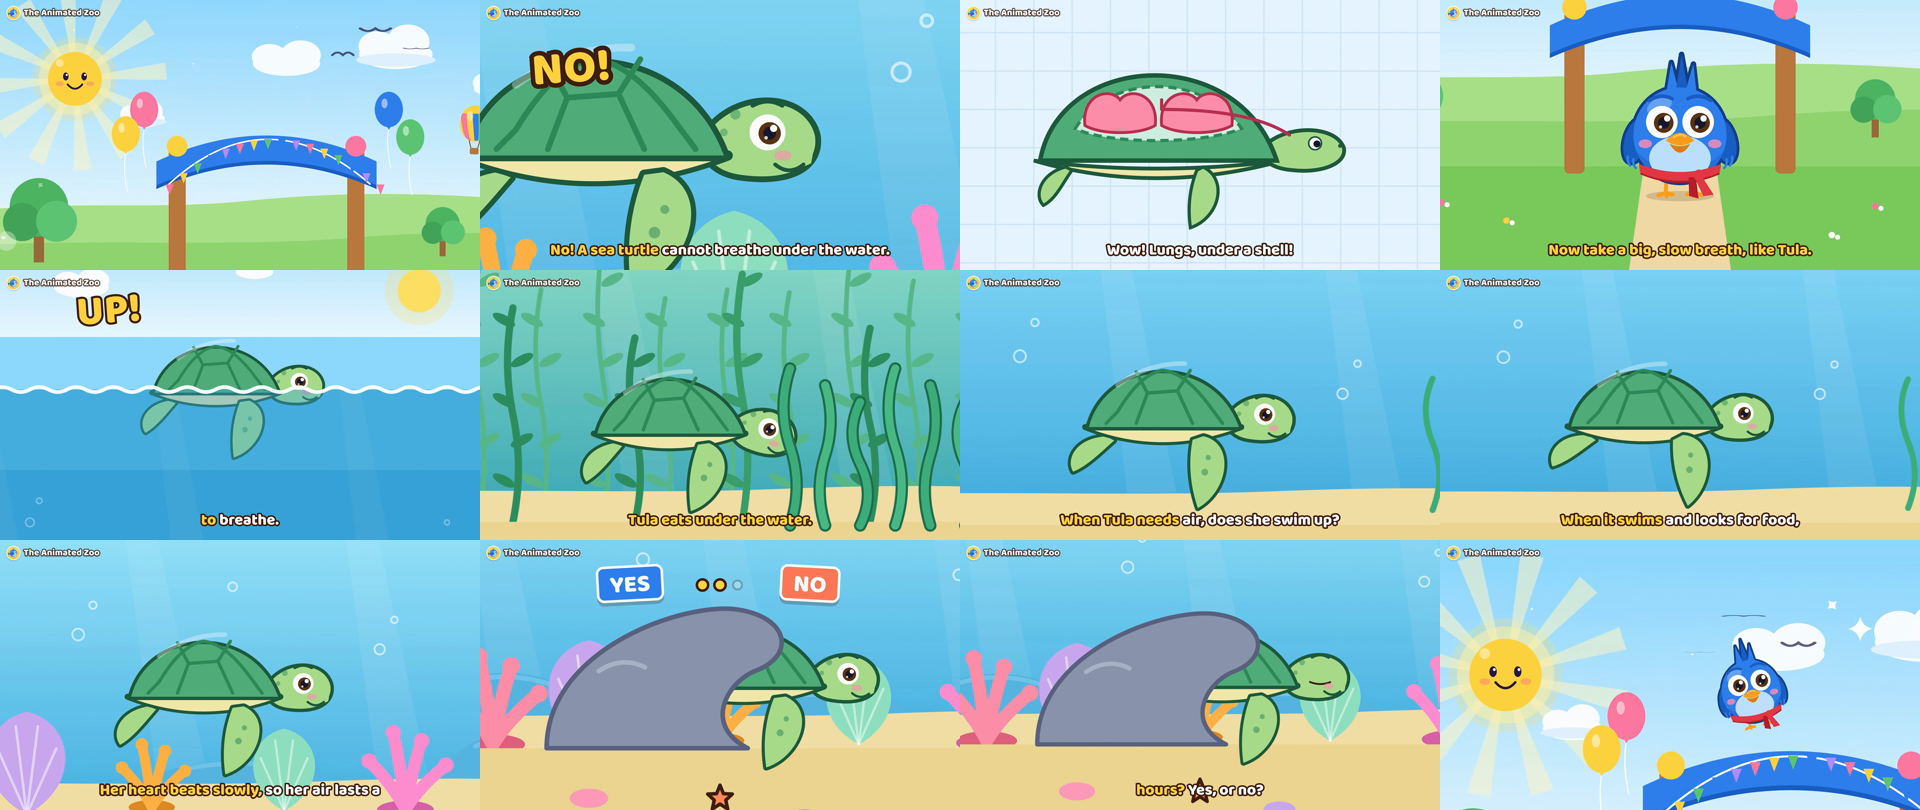 The Animated Zoo
The Animated Zoo
NO!
No! A sea turtle cannot breathe under the water.
The Animated Zoo
Wow! Lungs, under a shell!
The Animated Zoo
Now take a big, slow breath, like Tula.
The Animated Zoo
UP!
to breathe.
The Animated Zoo
Tula eats under the water.
The Animated Zoo
When Tula needs air, does she swim up?
The Animated Zoo
When it swims and looks for food,
The Animated Zoo
Her heart beats slowly, so her air lasts a
The Animated Zoo
YES
NO
The Animated Zoo
hours? Yes, or no?
The Animated Zoo